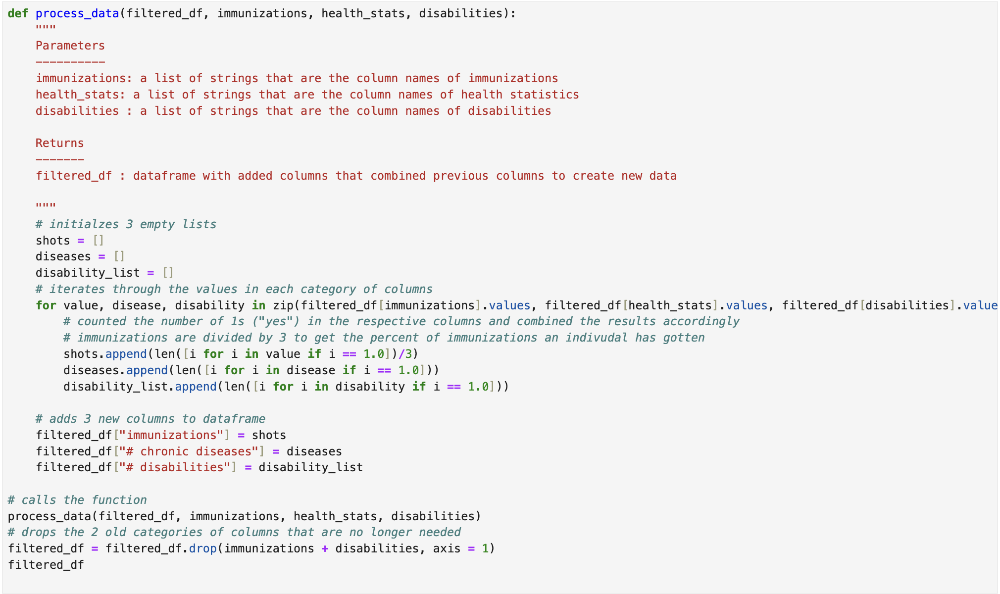 def process_data(filtered_df, immunizations, health_stats, disabilities):
    """
    Parameters
    ----------
    immunizations: a list of strings that are the column names of immunizations
    health_stats: a list of strings that are the column names of health statistics
    disabilities : a list of strings that are the column names of disabilities

    Returns
    -------
    filtered_df : dataframe with added columns that combined previous columns to create new data

    """
    # initialzes 3 empty lists
    shots = []
    diseases = []
    disability_list = []
    # iterates through the values in each category of columns
    for value, disease, disability in zip(filtered_df[immunizations].values, filtered_df[health_stats].values, filtered_df[disabilities].value
        # counted the number of 1s ("yes") in the respective columns and combined the results accordingly
        # immunizations are divided by 3 to get the percent of immunizations an indivudal has gotten
        shots.append(len([i for i in value if i == 1.0])/3)
        diseases.append(len([i for i in disease if i == 1.0]))
        disability_list.append(len([i for i in disability if i == 1.0]))

    # adds 3 new columns to dataframe
    filtered_df["immunizations"] = shots
    filtered_df["# chronic diseases"] = diseases
    filtered_df["# disabilities"] = disability_list

# calls the function
process_data(filtered_df, immunizations, health_stats, disabilities)
# drops the 2 old categories of columns that are no longer needed
filtered_df = filtered_df.drop(immunizations + disabilities, axis = 1)
filtered_df